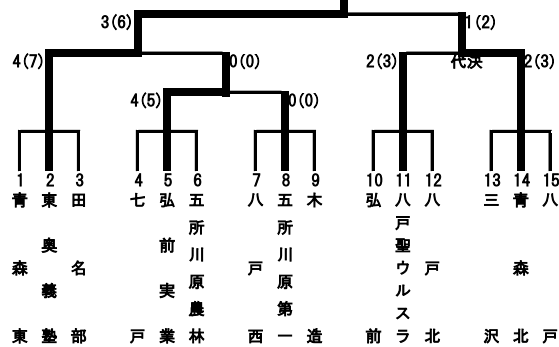 3(6)
1(2)
4(7)
0(0)
2(3)
代決
2(3)
4(5)
0(0)
1 2 3 4 5 6 7 8 9 10 11 12 13 14 15
青森東
東奥義塾
田名部
七戸
弘前実業
五所川原農林
八戸西
五所川原第一
木造
弘前
八戸聖ウルスラ
八戸北
三沢
青森北
八戸